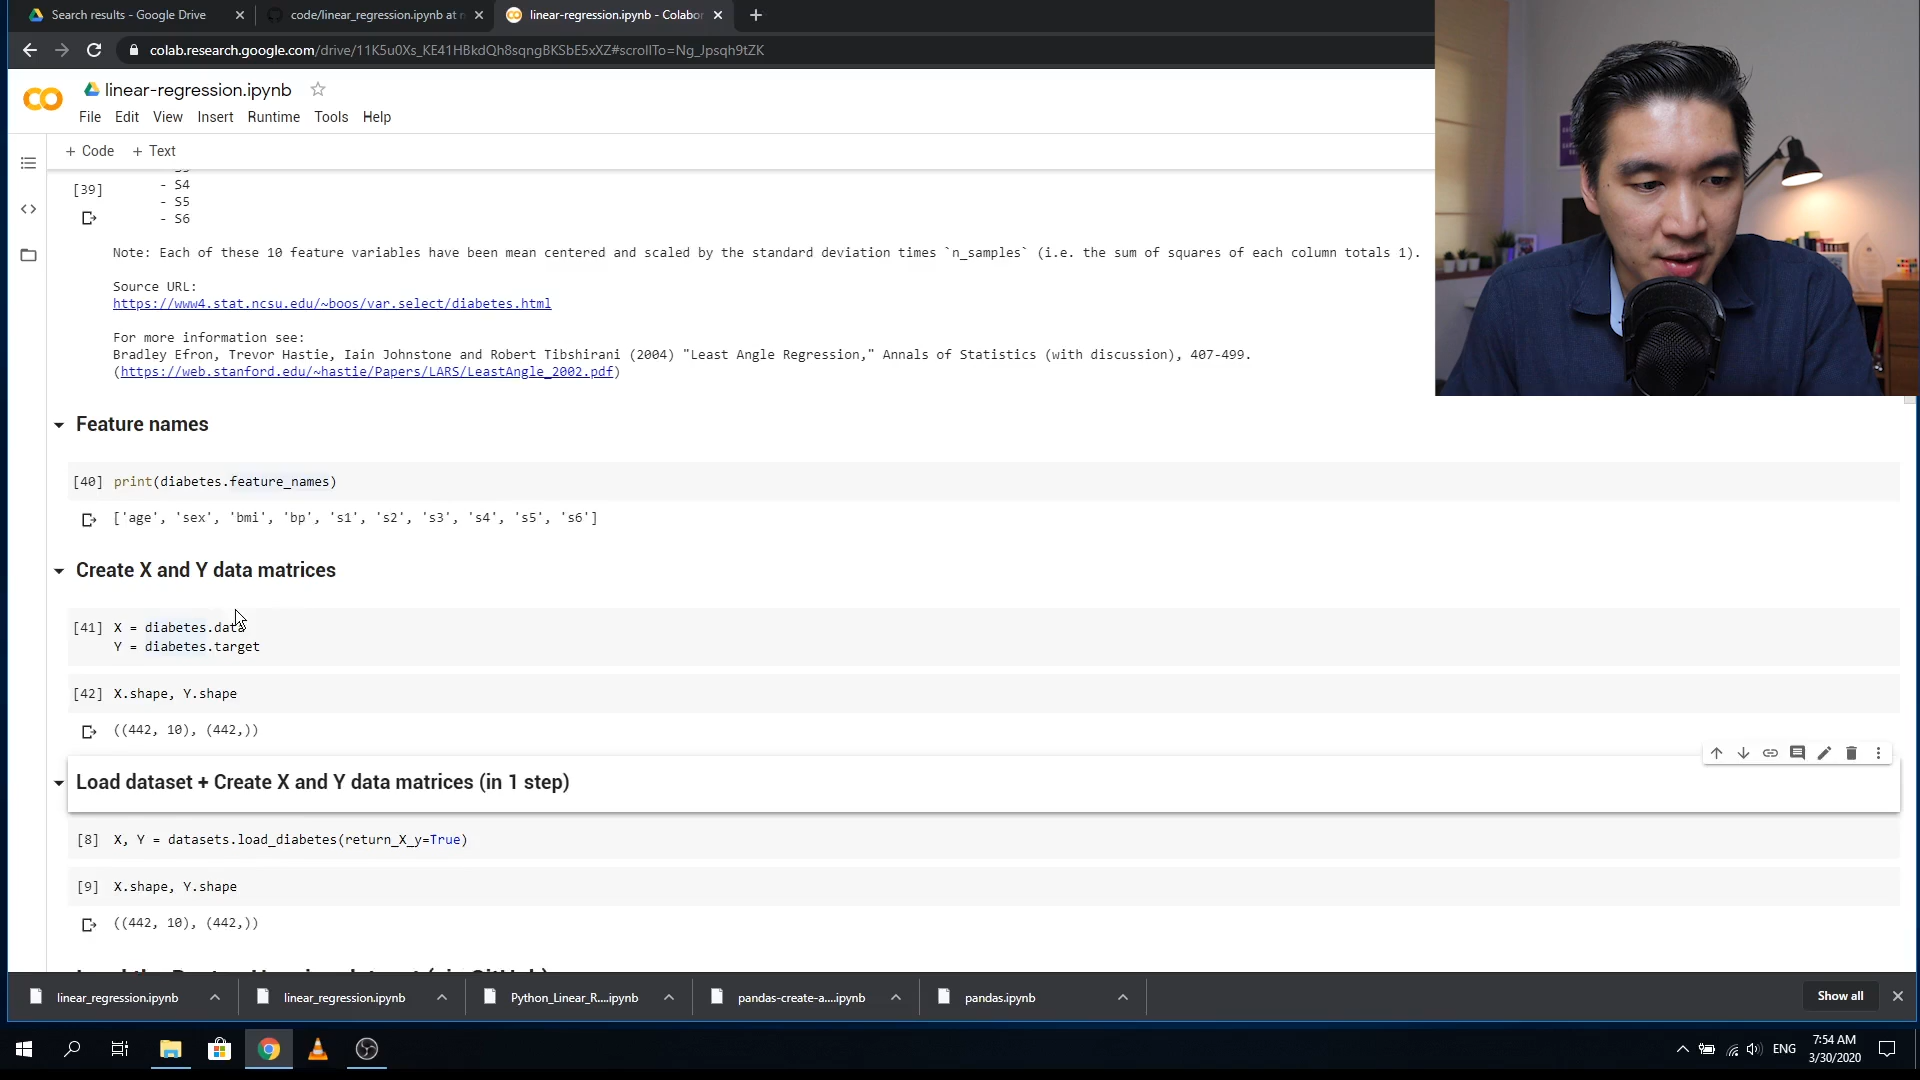 Search results - Google Drive
code/linear_regression.ipynb at
linear-regression.ipynb - Colabor
colab.research.google.com/drive/11K5u0Xs_KE41HBkdQh8sqngBKSbE5xXZ#scrollTo=Ng_Jpsqh9tZK
linear-regression.ipynb
File Edit View Insert Runtime Tools Help
+ Code + Text
[39]
- S4
- S5
- S6
Note: Each of these 10 feature variables have been mean centered and scaled by the standard deviation times `n_samples` (i.e. the sum of squares of each column totals 1).
Source URL:
https://www4.stat.ncsu.edu/~boos/var.select/diabetes.html
For more information see:
Bradley Efron, Trevor Hastie, Iain Johnstone and Robert Tibshirani (2004) "Least Angle Regression," Annals of Statistics (with discussion), 407-499.
(https://web.stanford.edu/~hastie/Papers/LARS/LeastAngle_2002.pdf)
Feature names
[40] print(diabetes.feature_names)
['age', 'sex', 'bmi', 'bp', 's1', 's2', 's3', 's4', 's5', 's6']
Create X and Y data matrices
[41] X = diabetes.data
Y = diabetes.target
[42] X.shape, Y.shape
((442, 10), (442,))
Load dataset + Create X and Y data matrices (in 1 step)
[8] X, Y = datasets.load_diabetes(return_X_y=True)
[9] X.shape, Y.shape
((442, 10), (442,))
linear_regression.ipynb
linear_regression.ipynb
Python_Linear_R....ipynb
pandas-create-a....ipynb
pandas.ipynb
Show all
ENG
7:54 AM
3/30/2020